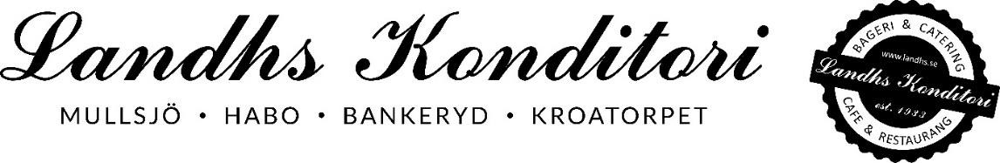 Landhs Konditori
MULLSJÖ • HABO • BANKERYD • KROATORPET
BAGERI & CATERING
www.landhs.se
Landhs Konditori
est. 1933
CAFE & RESTAURANG